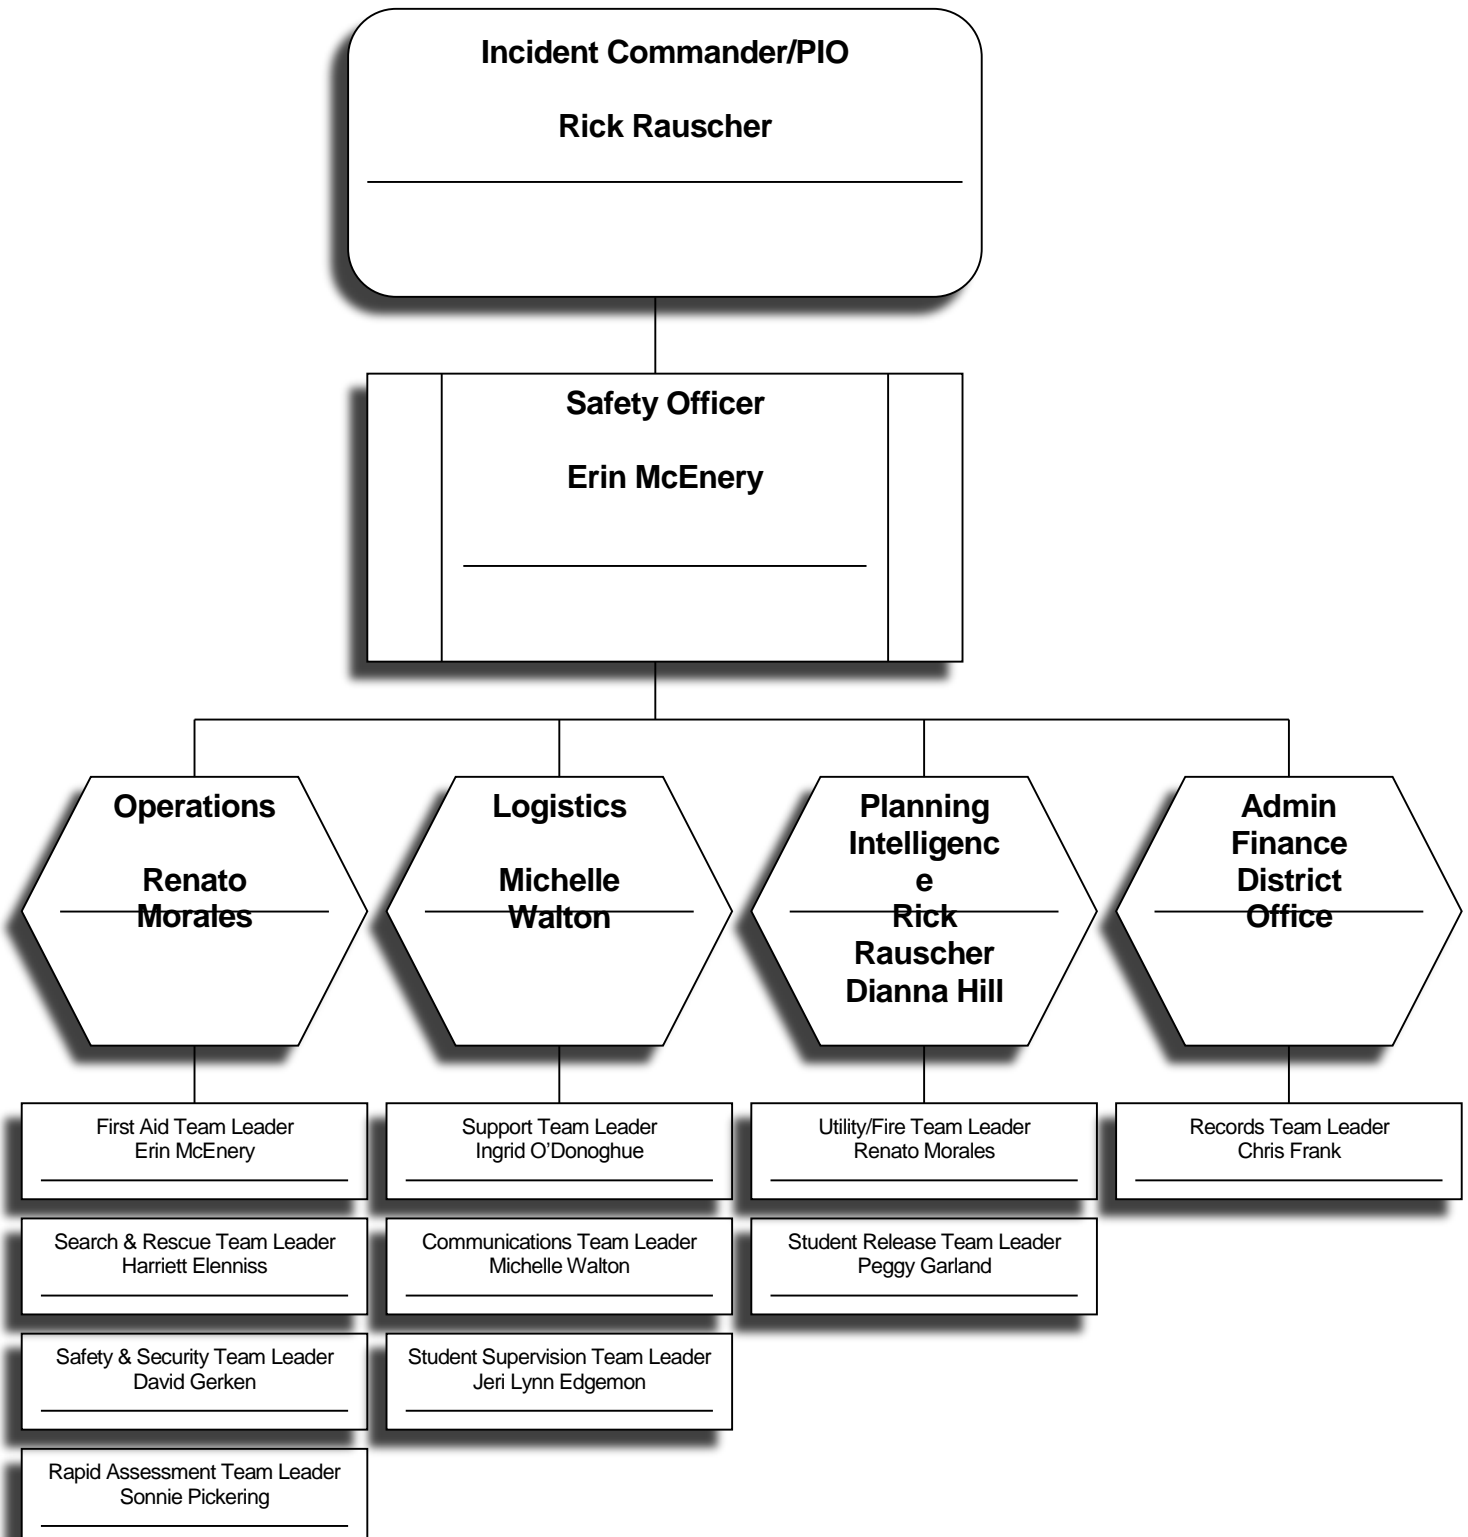 Incident Commander/PIO
Rick Rauscher
Safety Officer
Erin McEnery
Operations
Renato
Morales
Logistics
Michelle
Walton
Planning
Intelligenc
e
Rick
Rauscher
Dianna Hill
Admin
Finance
District
Office
First Aid Team Leader
Erin McEnery
Search & Rescue Team Leader
Harriett Elenniss
Safety & Security Team Leader
David Gerken
Rapid Assessment Team Leader
Sonnie Pickering
Support Team Leader
Ingrid O’Donoghue
Communications Team Leader
Michelle Walton
Student Supervision Team Leader
Jeri Lynn Edgemon
Utility/Fire Team Leader
Renato Morales
Student Release Team Leader
Peggy Garland
Records Team Leader
Chris Frank